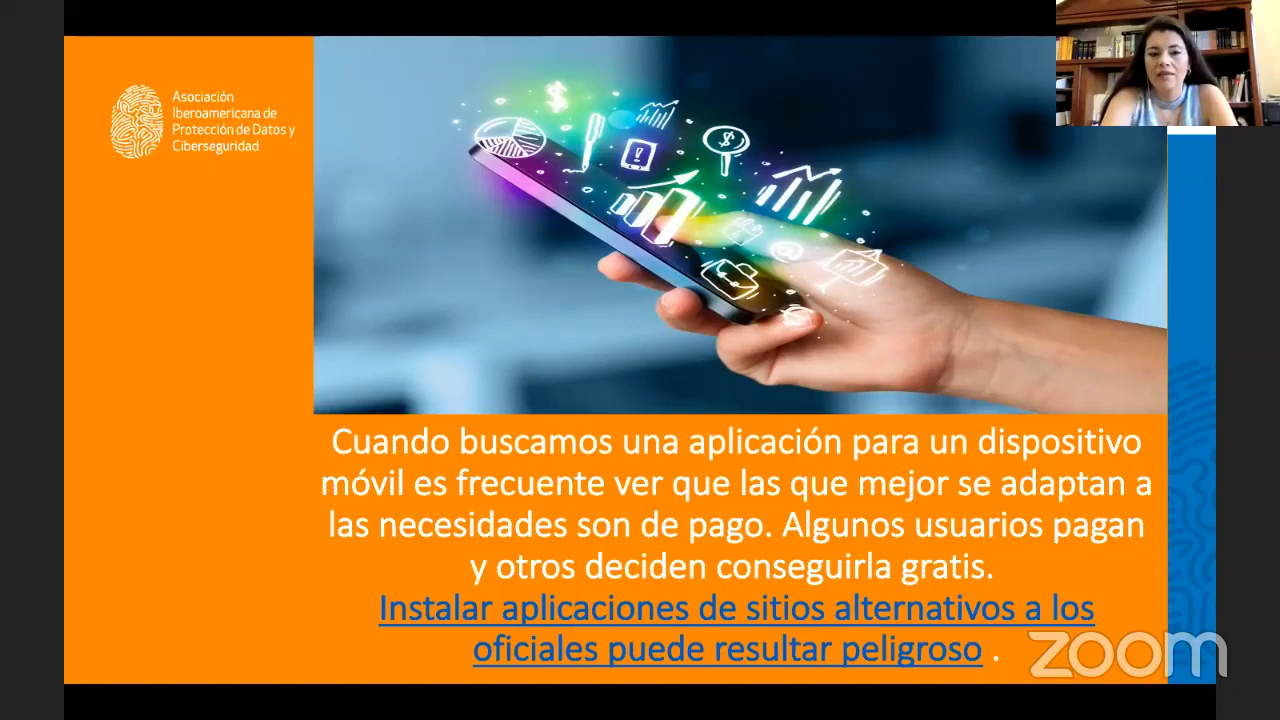 Asociación
Iberoamericana de
Protección de Datos y
Ciberseguridad
Cuando buscamos una aplicación para un dispositivo
móvil es frecuente ver que las que mejor se adaptan a
las necesidades son de pago. Algunos usuarios pagan
y otros deciden conseguirla gratis.
Instalar aplicaciones de sitios alternativos a los
oficiales puede resultar peligroso .
zoom